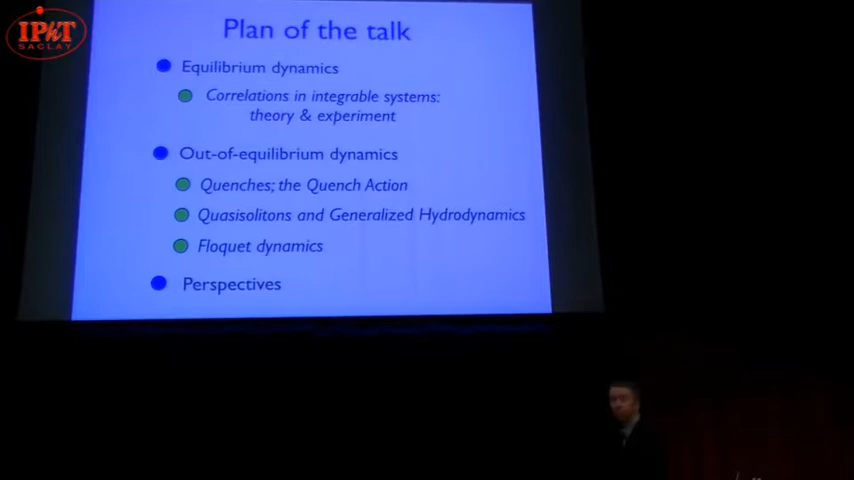 IPhT
SACLAY
Plan of the talk
Equilibrium dynamics
Correlations in integrable systems:
theory & experiment
Out-of-equilibrium dynamics
Quenches; the Quench Action
Quasisolitons and Generalized Hydrodynamics
Floquet dynamics
Perspectives